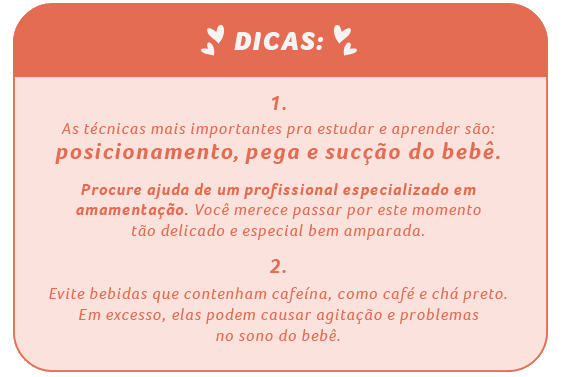 DICAS:
1.
As técnicas mais importantes pra estudar e aprender são:
posicionamento, pega e sucção do bebê.
Procure ajuda de um profissional especializado em
amamentação. Você merece passar por este momento
tão delicado e especial bem amparada.
2.
Evite bebidas que contenham cafeína, como café e chá preto.
Em excesso, elas podem causar agitação e problemas
no sono do bebê.